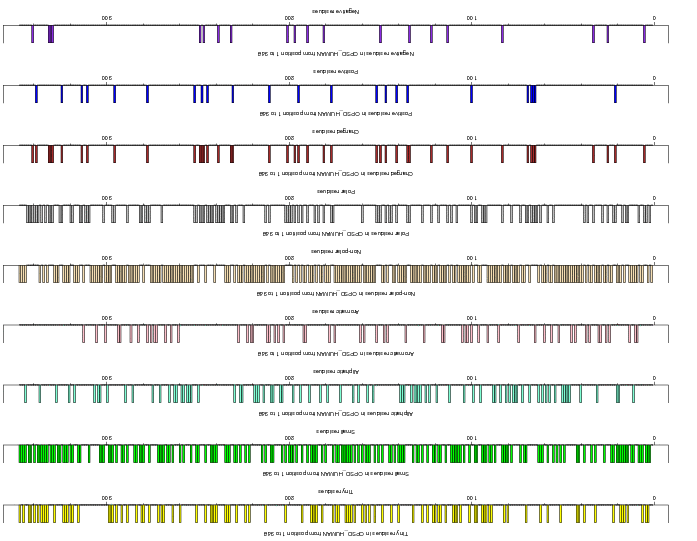 Tiny residues in OPSD_HUMAN from position 1 to 348
0 100 200 300
Tiny residues
Small residues in OPSD_HUMAN from position 1 to 348
0 100 200 300
Small residues
Aliphatic residues in OPSD_HUMAN from position 1 to 348
0 100 200 300
Aliphatic residues
Aromatic residues in OPSD_HUMAN from position 1 to 348
0 100 200 300
Aromatic residues
Non-polar residues in OPSD_HUMAN from position 1 to 348
0 100 200 300
Non-polar residues
Polar residues in OPSD_HUMAN from position 1 to 348
0 100 200 300
Polar residues
Charged residues in OPSD_HUMAN from position 1 to 348
0 100 200 300
Charged residues
Positive residues in OPSD_HUMAN from position 1 to 348
0 100 200 300
Positive residues
Negative residues in OPSD_HUMAN from position 1 to 348
0 100 200 300
Negative residues